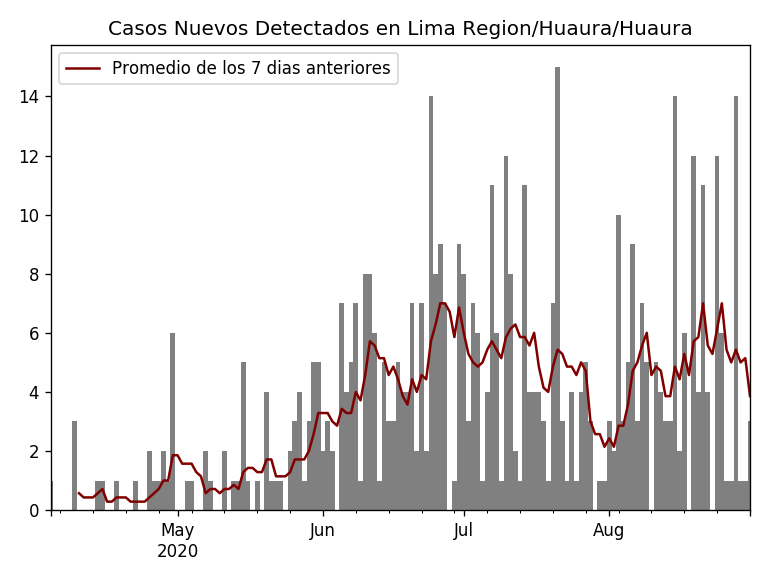 Casos Nuevos Detectados en Lima Region/Huaura/Huaura
Promedio de los 7 dias anteriores
14
12
10
8
6
4
2
0
May
2020
Jun
Jul
Aug